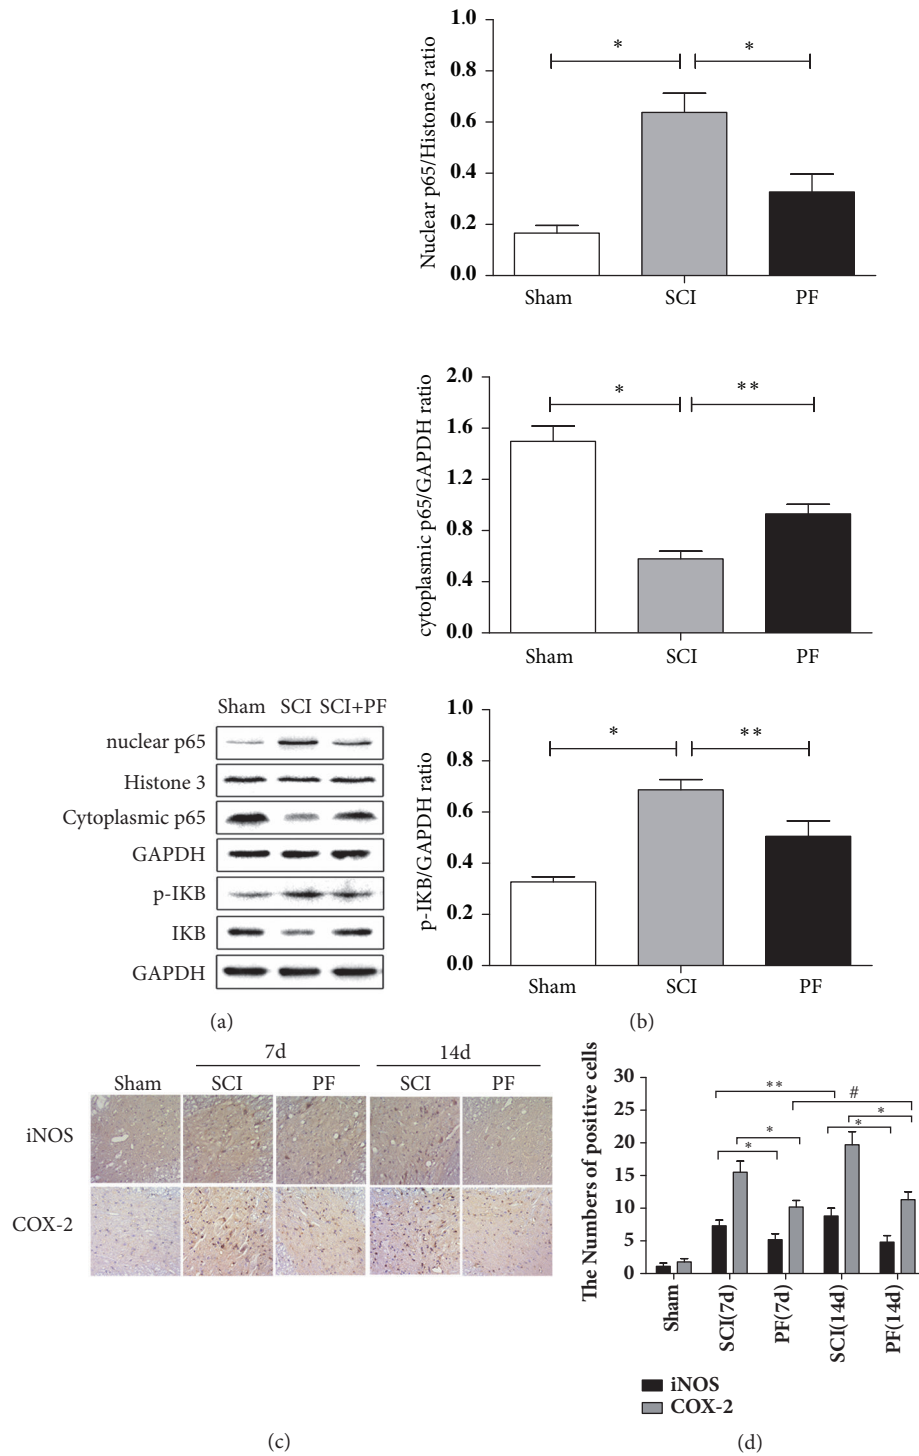 1.0
0.8
0.6
0.4
0.2
0.0
Nuclear p65/Histone3 ratio
* *
Sham SCI PF
2.0
1.6
1.2
0.8
0.4
0.0
cytoplasmic p65/GAPDH ratio
* **
Sham SCI PF
Sham SCI SCI+PF
nuclear p65
Histone 3
Cytoplasmic p65
GAPDH
p-IKB
IKB
GAPDH
(a)
1.0
0.8
0.6
0.4
0.2
0.0
p-IKB/GAPDH ratio
* **
Sham SCI PF
(b)
7d 14d
Sham SCI PF SCI PF
iNOS
COX-2
(c)
30
25
20
15
10
5
0
The Numbers of positive cells
**
#
*
*
*
*
Sham
SCI(7d)
PF(7d)
SCI(14d)
PF(14d)
iNOS
COX-2
(d)